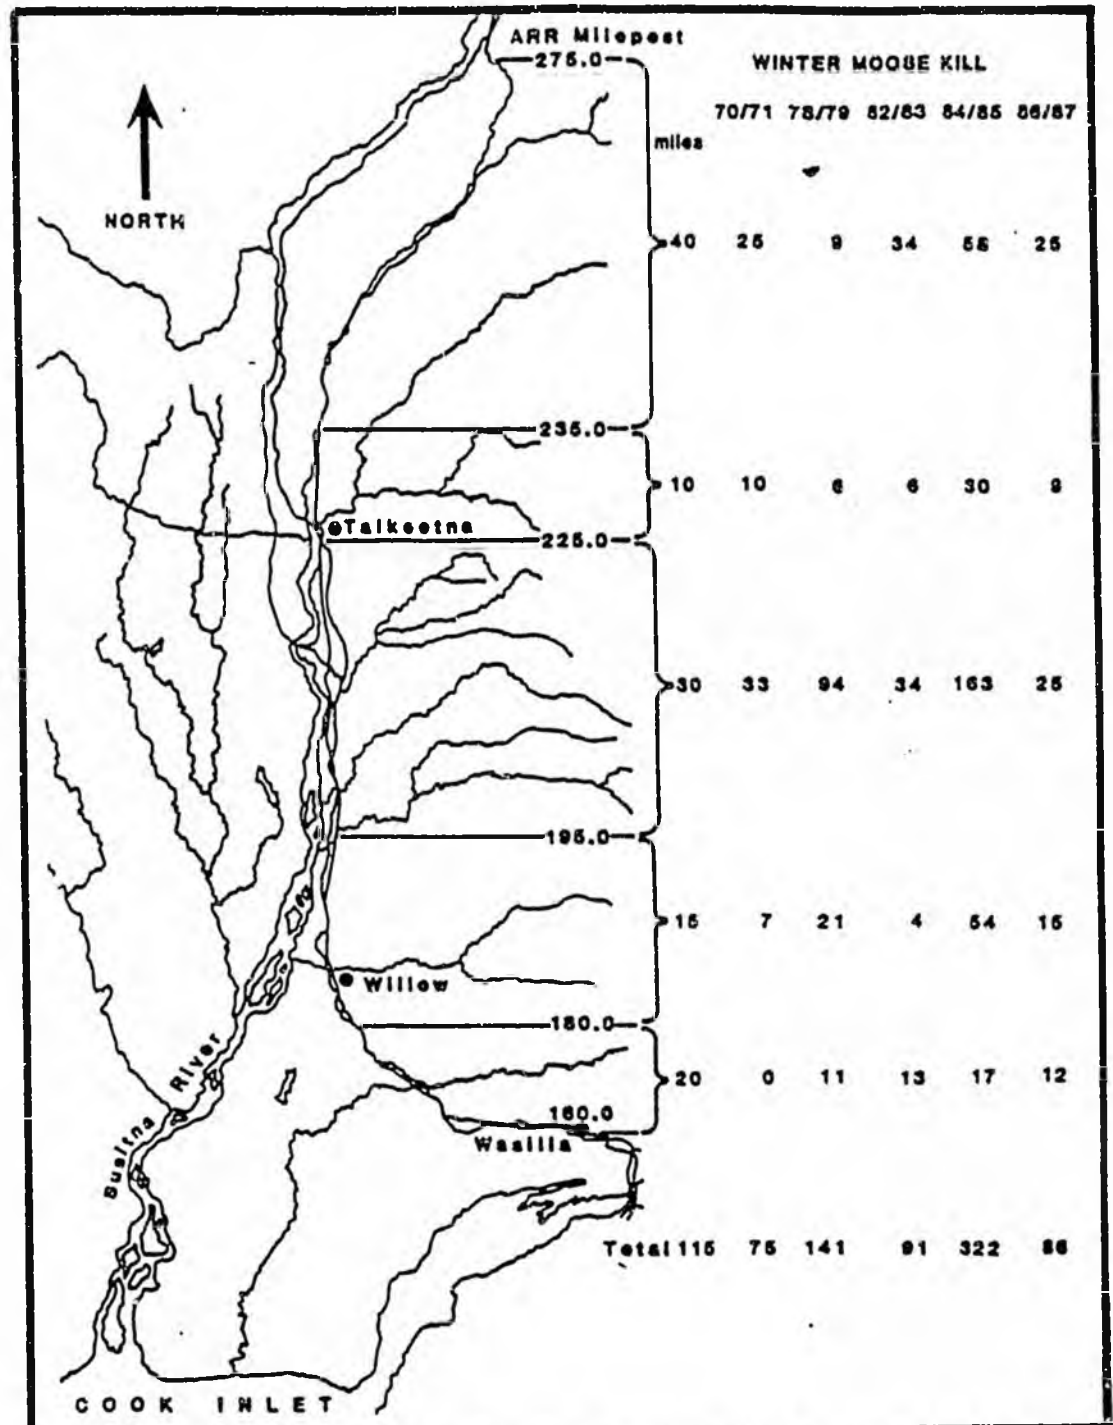 ARR Milepost
275.0
WINTER MOOSE KILL
70/71 78/79 82/83 84/85 86/87
miles
NORTH
40 25 9 34 58 25
235.0
10 10 6 6 30 9
Talkeetna
225.0
30 33 94 34 163 25
195.0
15 7 21 4 54 15
Willow
180.0
20 0 11 13 17 12
160.0
Wasilla
Susitna River
Total 115 75 141 91 322 86
COOK INLET